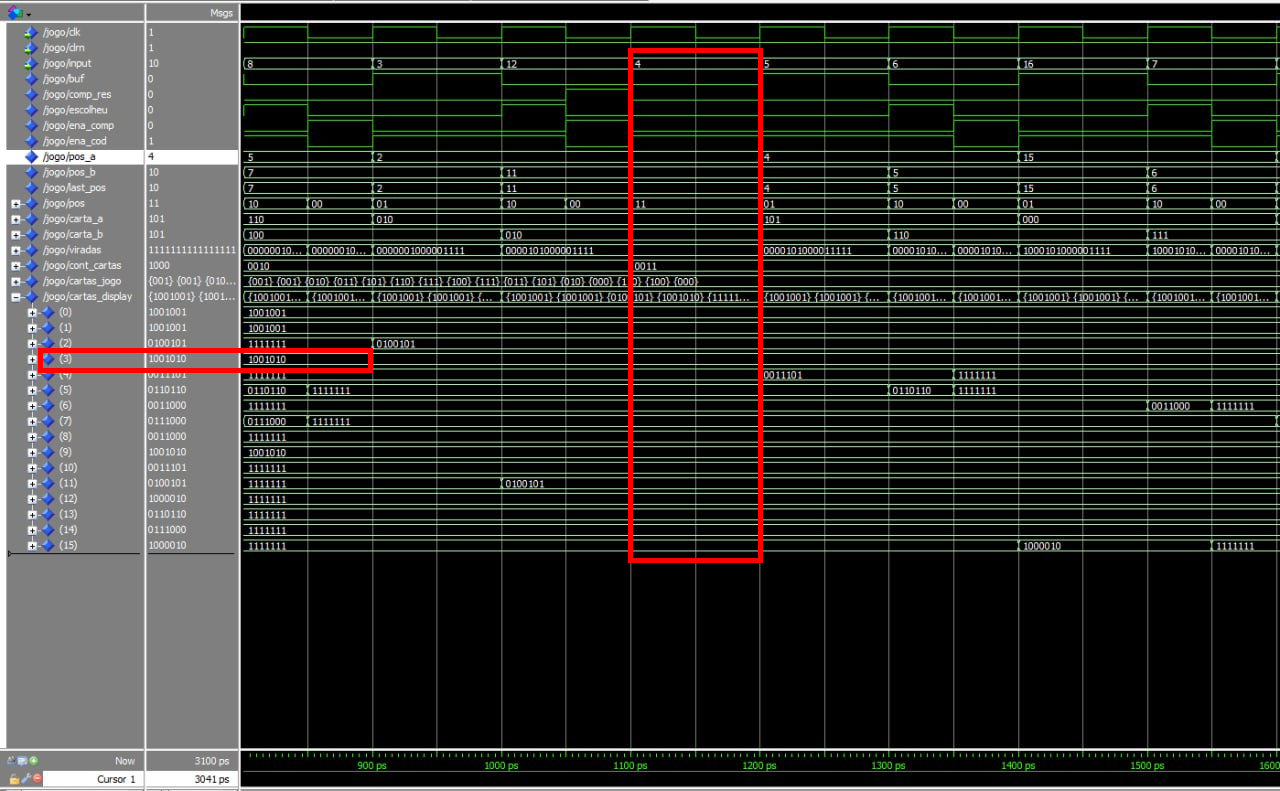 Msgs
/jogo/clk 1
/jogo/clrn 1
/jogo/input 10 8 3 12 4 5 6 16 7
/jogo/buf 0
/jogo/comp_res 0
/jogo/escolheu 0
/jogo/ena_comp 0
/jogo/ena_cod 1
/jogo/pos_a 4 5 2 4 15
/jogo/pos_b 10 7 11 5 6
/jogo/last_pos 10 7 2 11 4 5 15 6
/jogo/pos 11 10 00 01 10 00 11 01 10 00 01 10 00
/jogo/carta_a 101 110 010 101 000
/jogo/carta_b 101 100 010 110 111
/jogo/viradas 1111111111111111 00000010... 00000010... 0000001000001111 0000101000001111 0000101000011111 00001010... 00001010... 1000101000001111 10001010... 00001010...
/jogo/cont_cartas 1000 0010 0011
/jogo/cartas_jogo {001} {001} {010... {001} {001} {010} {011} {101} {110} {111} {100} {111} {011} {101} {010} {000} {110} {100} {000}
/jogo/cartas_display {1001001} {1001... {1001001... {1001001... {1001001} {1001001} {... {1001001} {1001001} {0100101} {1001010} {11111... {1001001} {1001001} {... {1001001... {1001001... {1001001} {1001001} {... {1001001... {1001001...
(0) 1001001 1001001
(1) 1001001 1001001
(2) 0100101 1111111 0100101
(3) 1001010 1001010
(4) 0011101 1111111 0011101 1111111
(5) 0110110 0110110 1111111 0110110 1111111
(6) 0011000 1111111 0011000 1111111
(7) 0111000 0111000 1111111
(8) 0011000 1111111
(9) 1001010 1001010
(10) 0011101 1111111
(11) 0100101 1111111 0100101
(12) 1000010 1111111
(13) 0110110 1111111
(14) 0111000 1111111
(15) 1000010 1111111 1000010 1111111
Now 3100 ps 900 ps 1000 ps 1100 ps 1200 ps 1300 ps 1400 ps 1500 ps 1600
Cursor 1 3041 ps